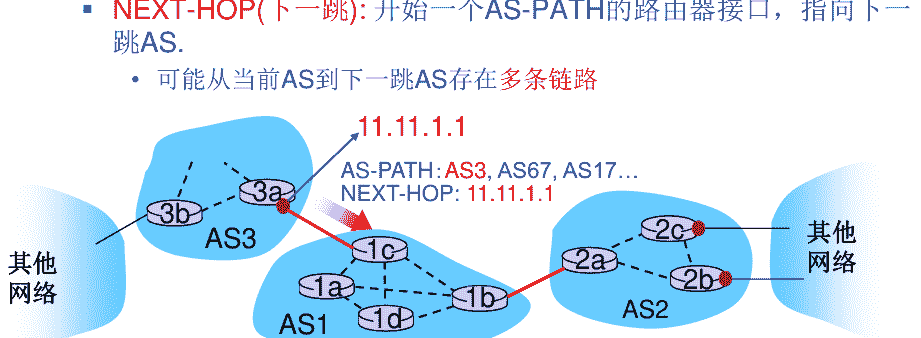 ▪ NEXT-HOP(下一跳): 开始一个AS-PATH的路由器接口，指向下一
跳AS.
• 可能从当前AS到下一跳AS存在多条链路
11.11.1.1
AS-PATH: AS3, AS67, AS17…
NEXT-HOP: 11.11.1.1
3a
3b
AS3
其他
网络
1c
1a
1b
1d
AS1
2c
2a
2b
AS2
其他
网络